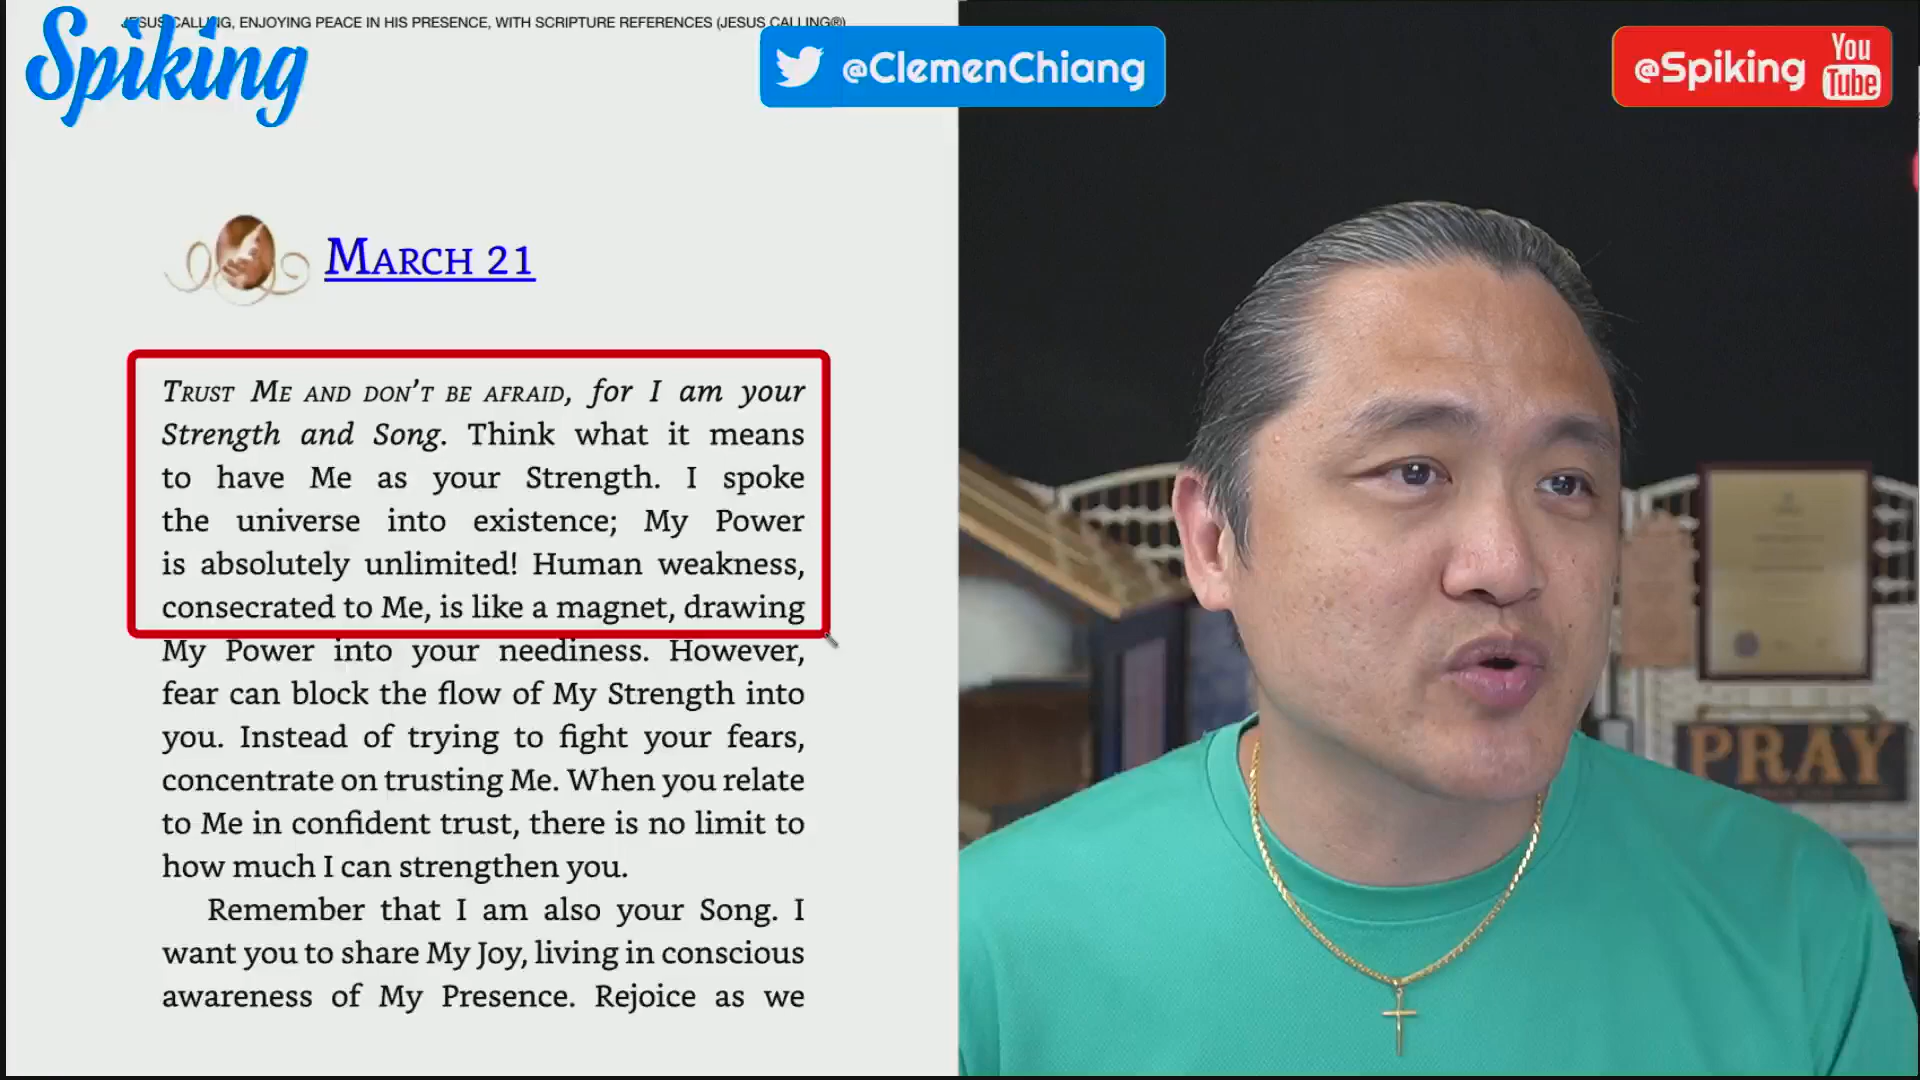 JESUS CALLING, ENJOYING PEACE IN HIS PRESENCE, WITH SCRIPTURE REFERENCES (JESUS CALLING®)
Spiking
@ClemenChiang
@Spiking
You
Tube
MARCH 21
TRUST ME AND DON'T BE AFRAID, for I am your
Strength and Song. Think what it means
to have Me as your Strength. I spoke
the universe into existence; My Power
is absolutely unlimited! Human weakness,
consecrated to Me, is like a magnet, drawing
My Power into your neediness. However,
fear can block the flow of My Strength into
you. Instead of trying to fight your fears,
concentrate on trusting Me. When you relate
to Me in confident trust, there is no limit to
how much I can strengthen you.
Remember that I am also your Song. I
want you to share My Joy, living in conscious
awareness of My Presence. Rejoice as we
PRAY